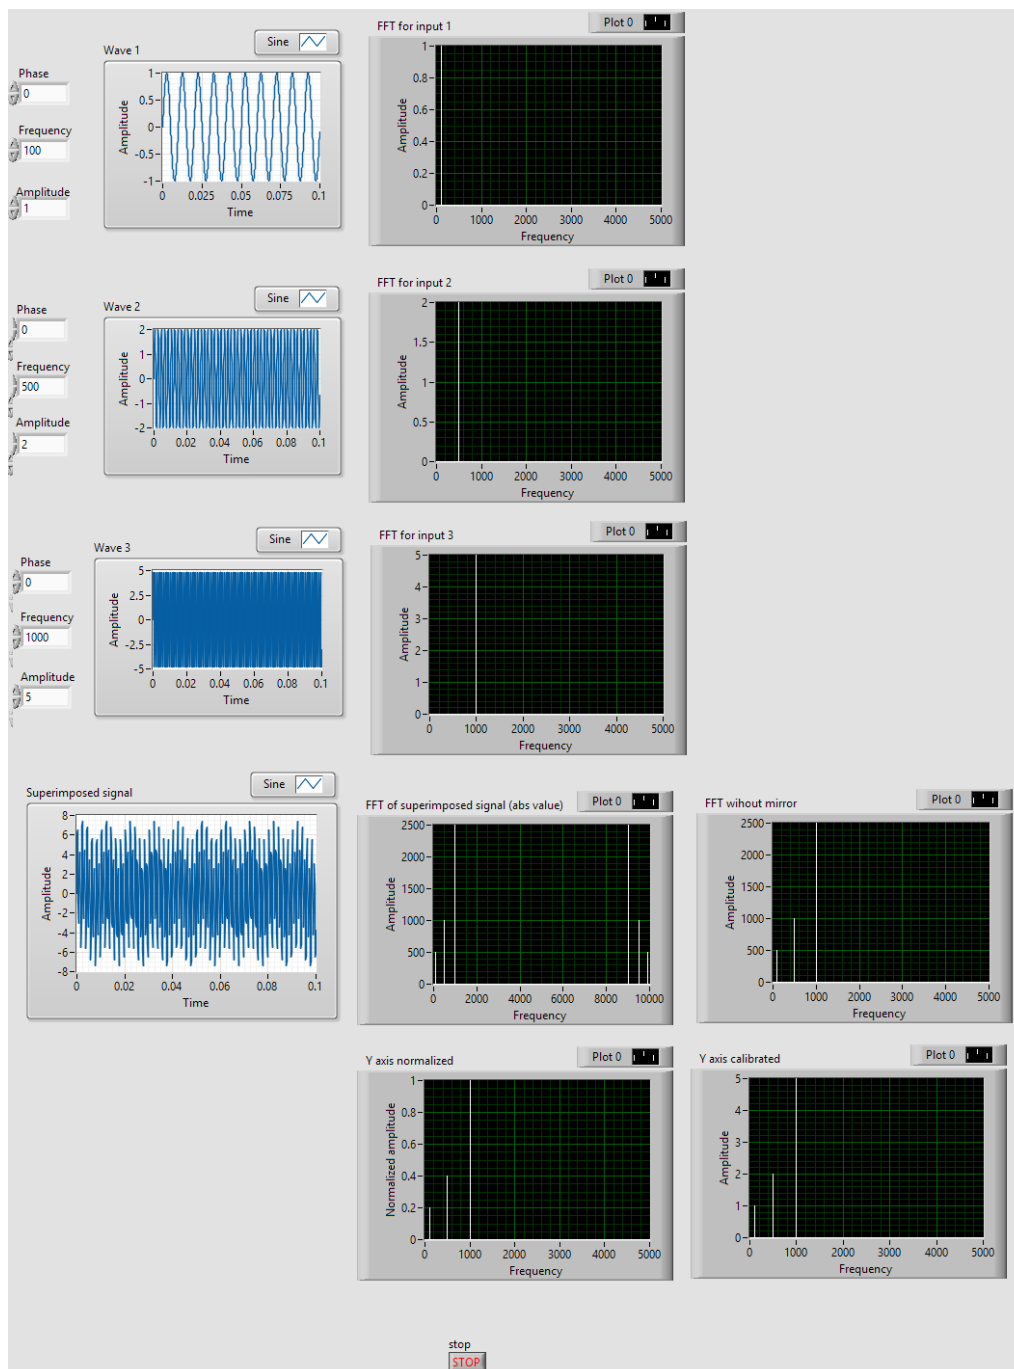 FFT for input 1
Plot 0
Wave 1
Sine
Phase
0
Frequency
100
Amplitude
1
Amplitude
1
0.5
0
-0.5
-1
0 0.025 0.05 0.075 0.1
Time
Amplitude
1
0.8
0.6
0.4
0.2
0
0 1000 2000 3000 4000 5000
Frequency
FFT for input 2
Plot 0
Wave 2
Sine
Phase
0
Frequency
500
Amplitude
2
Amplitude
2
1
0
-1
-2
0 0.02 0.04 0.06 0.08 0.1
Time
Amplitude
2
1.5
1
0.5
0
0 1000 2000 3000 4000 5000
Frequency
FFT for input 3
Plot 0
Wave 3
Sine
Phase
0
Frequency
1000
Amplitude
5
Amplitude
5
2.5
0
-2.5
-5
0 0.02 0.04 0.06 0.08 0.1
Time
Amplitude
5
4
3
2
1
0
0 1000 2000 3000 4000 5000
Frequency
Superimposed signal
Sine
Amplitude
8
6
4
2
0
-2
-4
-6
-8
0 0.02 0.04 0.06 0.08 0.1
Time
FFT of superimposed signal (abs value)
Plot 0
Amplitude
2500
2000
1500
1000
500
0
0 2000 4000 6000 8000 10000
Frequency
FFT wihout mirror
Plot 0
Amplitude
2500
2000
1500
1000
500
0
0 1000 2000 3000 4000 5000
Frequency
Y axis normalized
Plot 0
Normalized amplitude
1
0.8
0.6
0.4
0.2
0
0 1000 2000 3000 4000 5000
Frequency
Y axis calibrated
Plot 0
Amplitude
5
4
3
2
1
0
0 1000 2000 3000 4000 5000
Frequency
stop
STOP